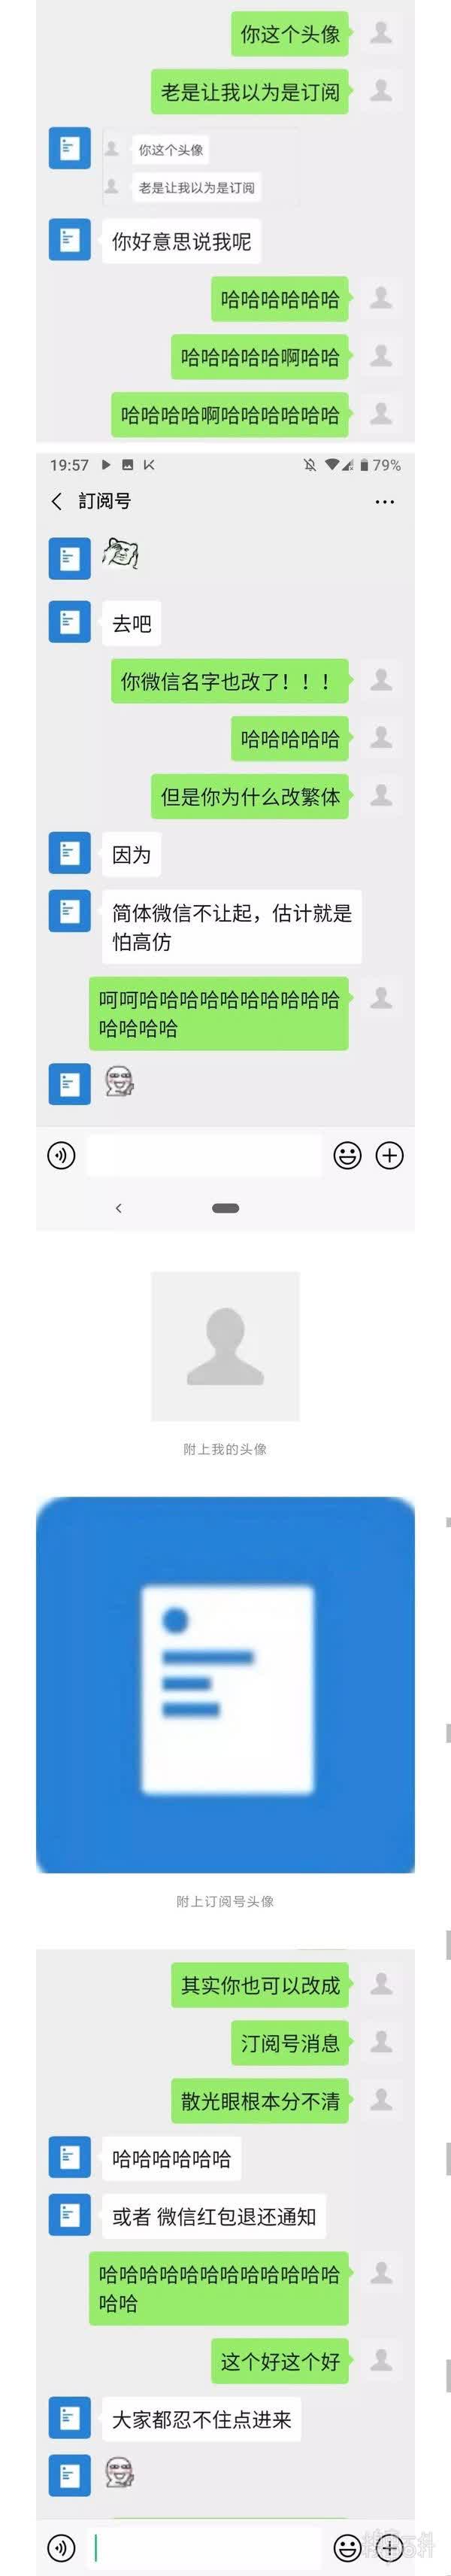 你这个头像
老是让我以为是订阅
你这个头像
老是让我以为是订阅
你好意思说我呢
哈哈哈哈哈哈
哈哈哈哈哈啊哈哈
哈哈哈哈啊哈哈哈哈哈哈
19:57 79%
訂阅号
去吧
你微信名字也改了！！！
哈哈哈哈哈
但是你为什么改繁体
因为
简体微信不让起，估计就是
怕高仿
呵呵哈哈哈哈哈哈哈哈哈哈
哈哈哈哈
附上我的头像
附上订阅号头像
其实你也可以改成
汀阅号消息
散光眼根本分不清
哈哈哈哈哈哈
或者 微信红包退还通知
哈哈哈哈哈哈哈哈哈哈哈哈
哈哈
这个好这个好
大家都忍不住点进来